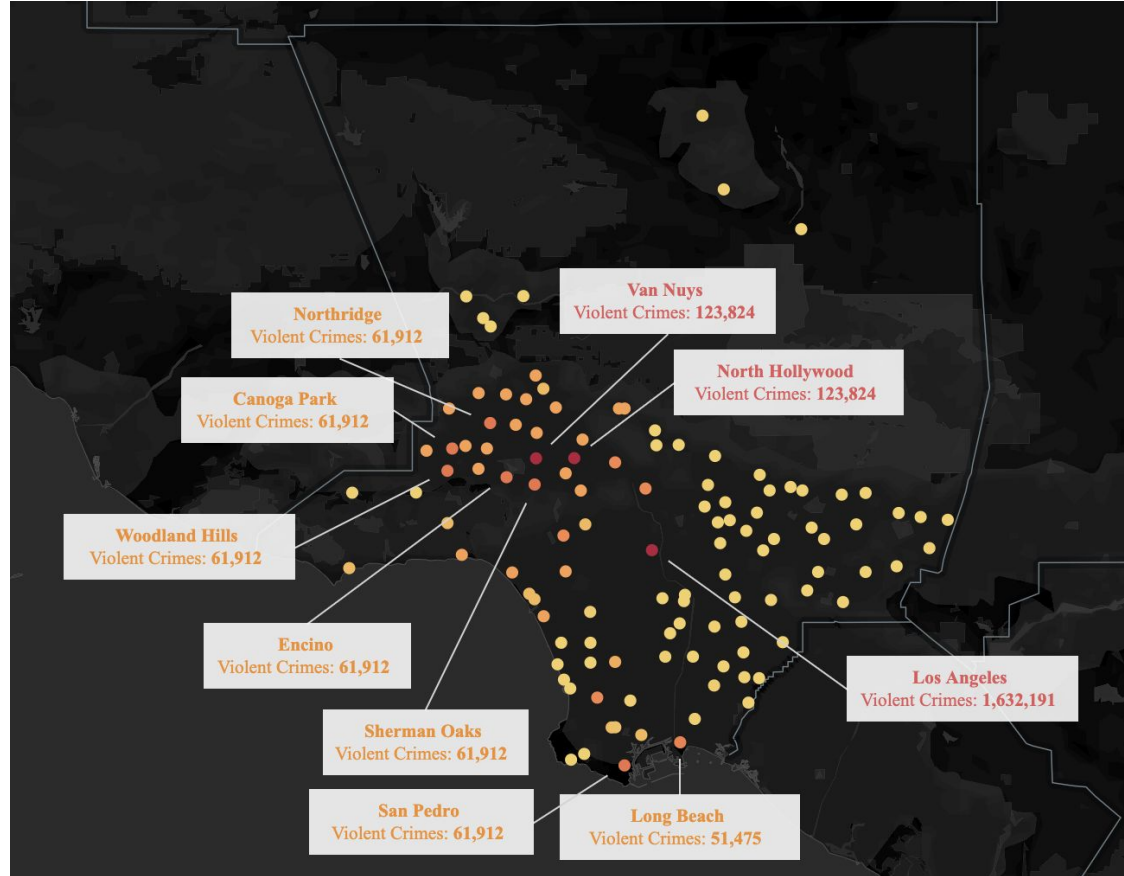 Van Nuys
Violent Crimes: 123,824
Northridge
Violent Crimes: 61,912
North Hollywood
Violent Crimes: 123,824
Canoga Park
Violent Crimes: 61,912
Woodland Hills
Violent Crimes: 61,912
Encino
Violent Crimes: 61,912
Los Angeles
Violent Crimes: 1,632,191
Sherman Oaks
Violent Crimes: 61,912
San Pedro
Violent Crimes: 61,912
Long Beach
Violent Crimes: 51,475